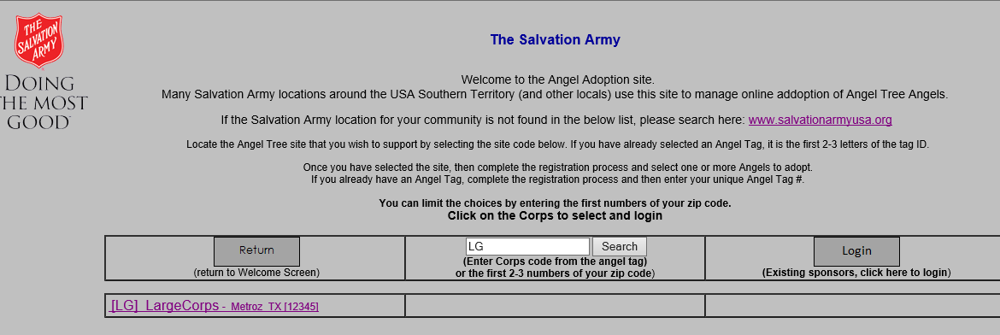 THE
SALVATION
ARMY
DOING
THE MOST
GOOD
The Salvation Army
Welcome to the Angel Adoption site.
Many Salvation Army locations around the USA Southern Territory (and other locals) use this site to manage online addoption of Angel Tree Angels.
If the Salvation Army location for your community is not found in the below list, please search here: www.salvationarmyusa.org
Locate the Angel Tree site that you wish to support by selecting the site code below. If you have already selected an Angel Tag, it is the first 2-3 letters of the tag ID.
Once you have selected the site, then complete the registration process and select one or more Angels to adopt.
If you already have an Angel Tag, complete the registration process and then enter your unique Angel Tag #.
You can limit the choices by entering the first numbers of your zip code.
Click on the Corps to select and login
Return
(return to Welcome Screen)
LG Search
(Enter Corps code from the angel tag)
or the first 2-3 numbers of your zip code)
Login
(Existing sponsors, click here to login)
[LG] LargeCorps - Metroz TX [12345]